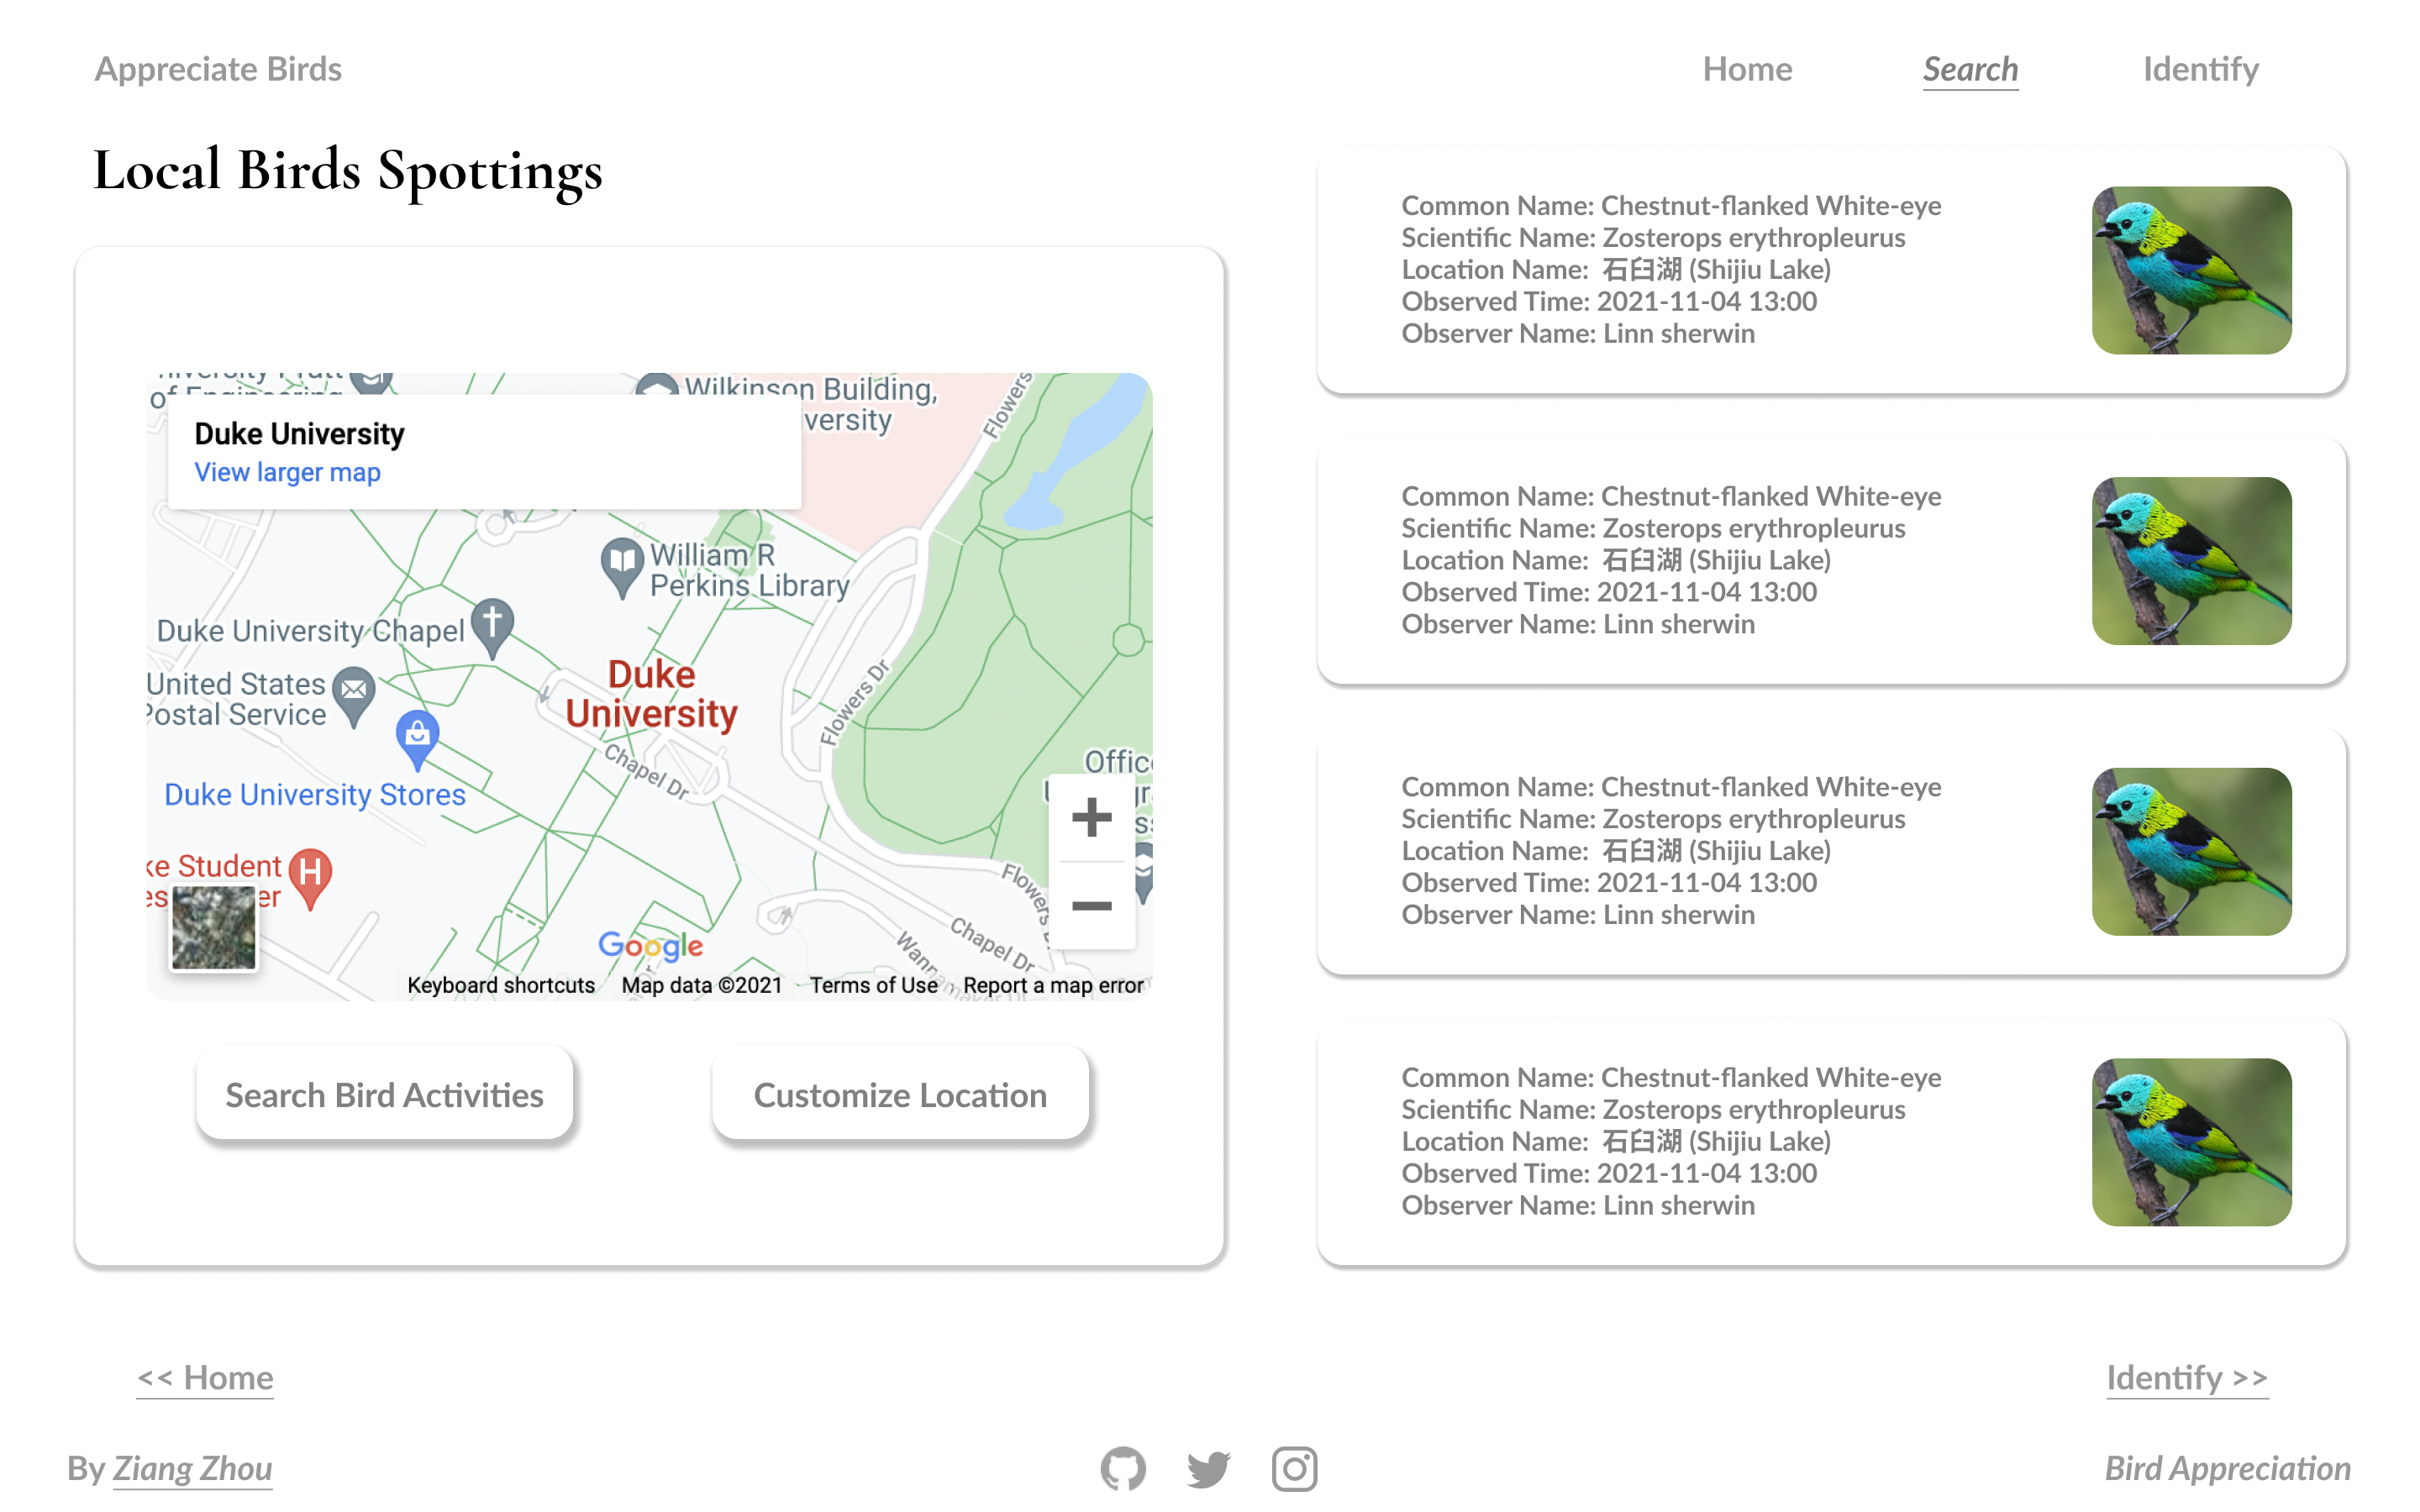 Appreciate Birds
Home
Search
Identify
Local Birds Spottings
Wilkinson Building,
Duke University
View larger map
Flowers
William R
Perkins Library
Duke University Chapel
United States
Postal Service
Duke
University
Flowers Dr
Chapel Dr
Duke University Stores
Student
Flowers
Chapel Dr
Google
Keyboard shortcuts
Map data ©2021
Terms of Use
Report a map error
Search Bird Activities
Customize Location
Common Name: Chestnut-flanked White-eye
Scientific Name: Zosterops erythropleurus
Location Name: 石臼湖 (Shijiu Lake)
Observed Time: 2021-11-04 13:00
Observer Name: Linn sherwin
Common Name: Chestnut-flanked White-eye
Scientific Name: Zosterops erythropleurus
Location Name: 石臼湖 (Shijiu Lake)
Observed Time: 2021-11-04 13:00
Observer Name: Linn sherwin
Common Name: Chestnut-flanked White-eye
Scientific Name: Zosterops erythropleurus
Location Name: 石臼湖 (Shijiu Lake)
Observed Time: 2021-11-04 13:00
Observer Name: Linn sherwin
Common Name: Chestnut-flanked White-eye
Scientific Name: Zosterops erythropleurus
Location Name: 石臼湖 (Shijiu Lake)
Observed Time: 2021-11-04 13:00
Observer Name: Linn sherwin
<< Home
Identify >>
By Ziang Zhou
Bird Appreciation